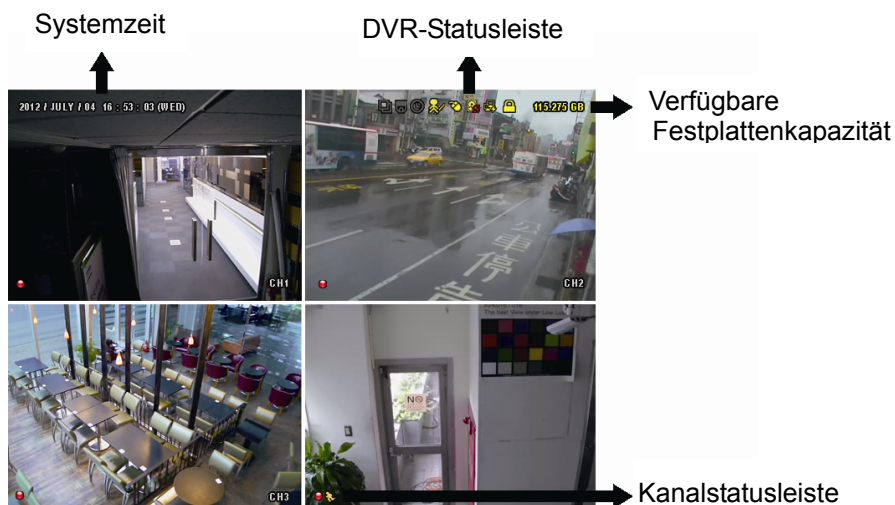 Systemzeit
DVR-Statusleiste
2012 / JULY / 04 16 : 53 : 03 (WED)
115.275 GB
Verfügbare
Festplattenkapazität
CH1
CH2
CH3
Kanalstatusleiste